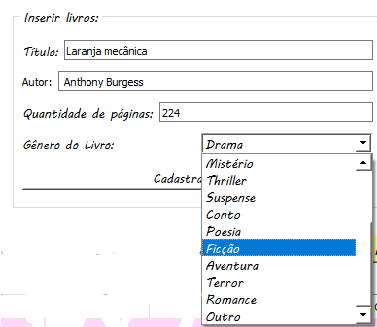 Inserir livros:
Título: Laranja mecânica
Autor: Anthony Burgess
Quantidade de páginas: 224
Gênero do Livro: Drama
Mistério
Cadastra Thriller
Suspense
Conto
Poesia
Ficção
Aventura
Terror
Romance
Outro